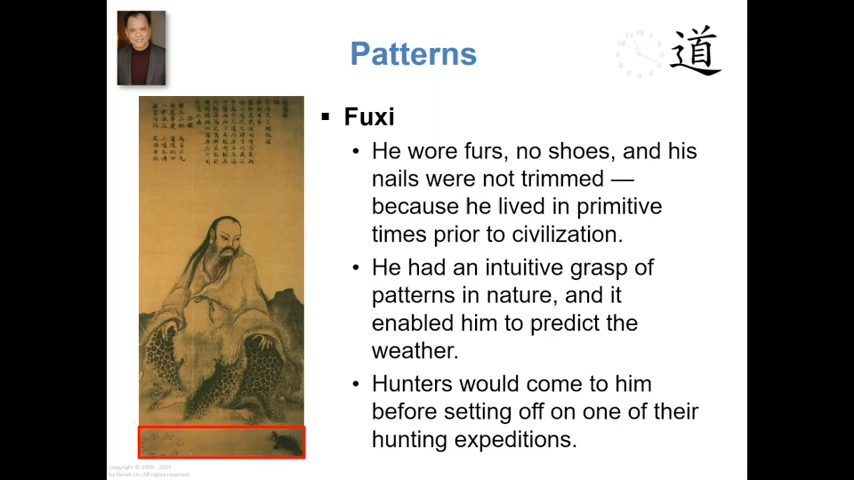 Patterns
道
Fuxi
He wore furs, no shoes, and his
nails were not trimmed —
because he lived in primitive
times prior to civilization.
He had an intuitive grasp of
patterns in nature, and it
enabled him to predict the
weather.
Hunters would come to him
before setting off on one of their
hunting expeditions.
by Derek Lin. All rights reserved.